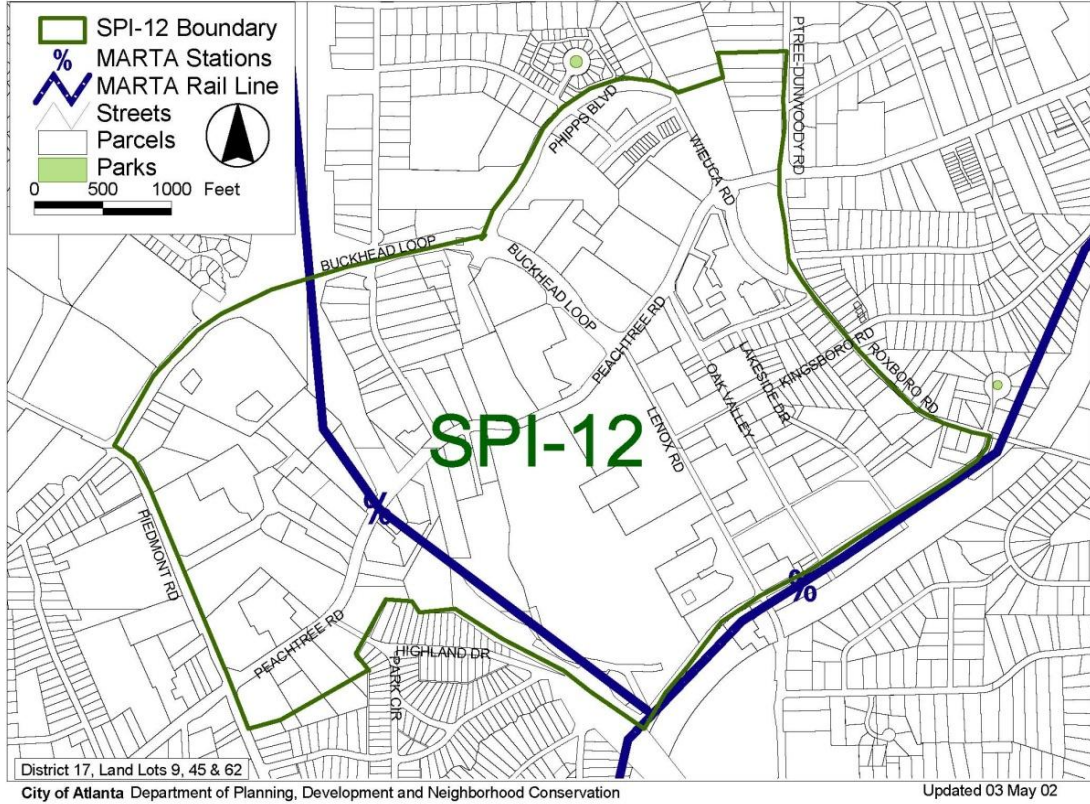 SPI-12 Boundary
% MARTA Stations
MARTA Rail Line
Streets
Parcels
Parks
0 500 1000 Feet
PTREE-DUNWOODY RD
PHIPPS BLVD
WIEUCA RD
BUCKHEAD LOOP
BUCKHEAD LOOP
PEACHTREE RD
LAKESIDE DR
KINGSBORO RD
ROXBORO RD
OAK VALLEY
LENOX RD
SPI-12
%
PIEDMONT RD
%
PEACHTREE RD
HIGHLAND DR
PARK CIR
District 17, Land Lots 9, 45 & 62
City of Atlanta Department of Planning, Development and Neighborhood Conservation
Updated 03 May 02